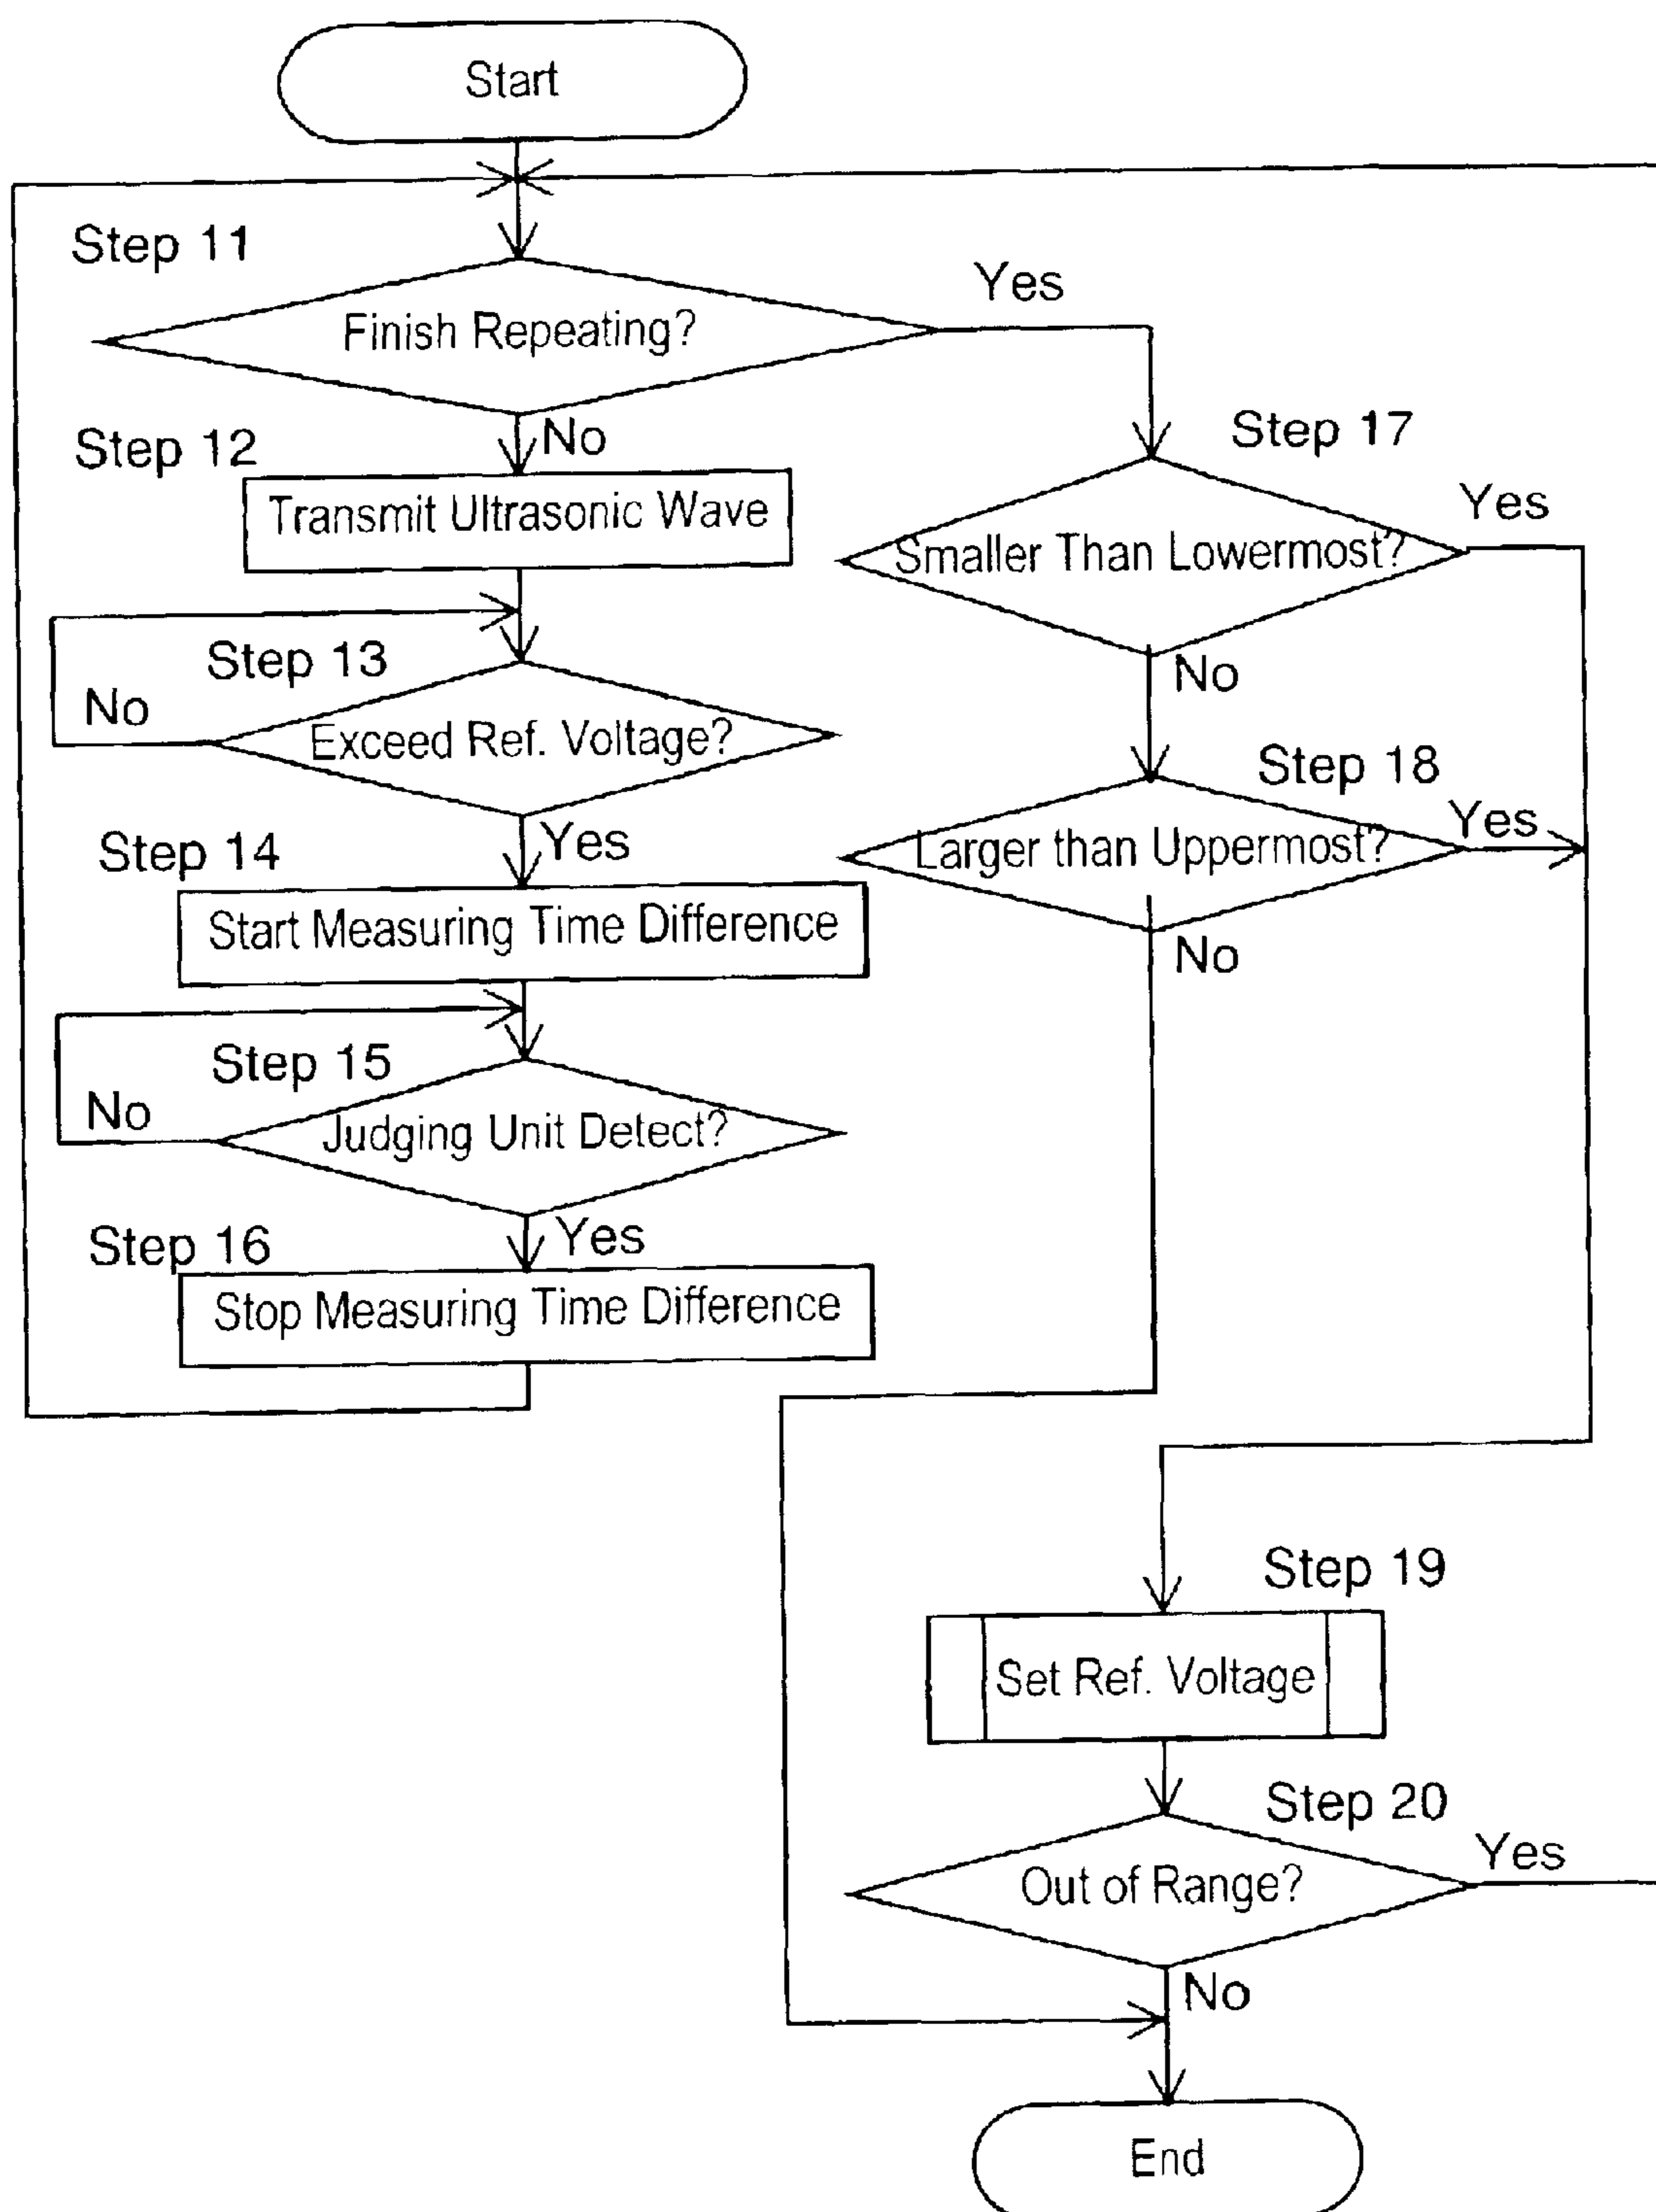 Start
Step 11
Finish Repeating?
Yes
No
Step 12
Transmit Ultrasonic Wave
Step 13
No
Exceed Ref. Voltage?
Yes
Step 14
Start Measuring Time Difference
Step 15
No
Judging Unit Detect?
Yes
Step 16
Stop Measuring Time Difference
Step 17
Yes
Smaller Than Lowermost?
No
Step 18
Yes
Larger than Uppermost?
No
Step 19
Set Ref. Voltage
Step 20
Yes
Out of Range?
No
End